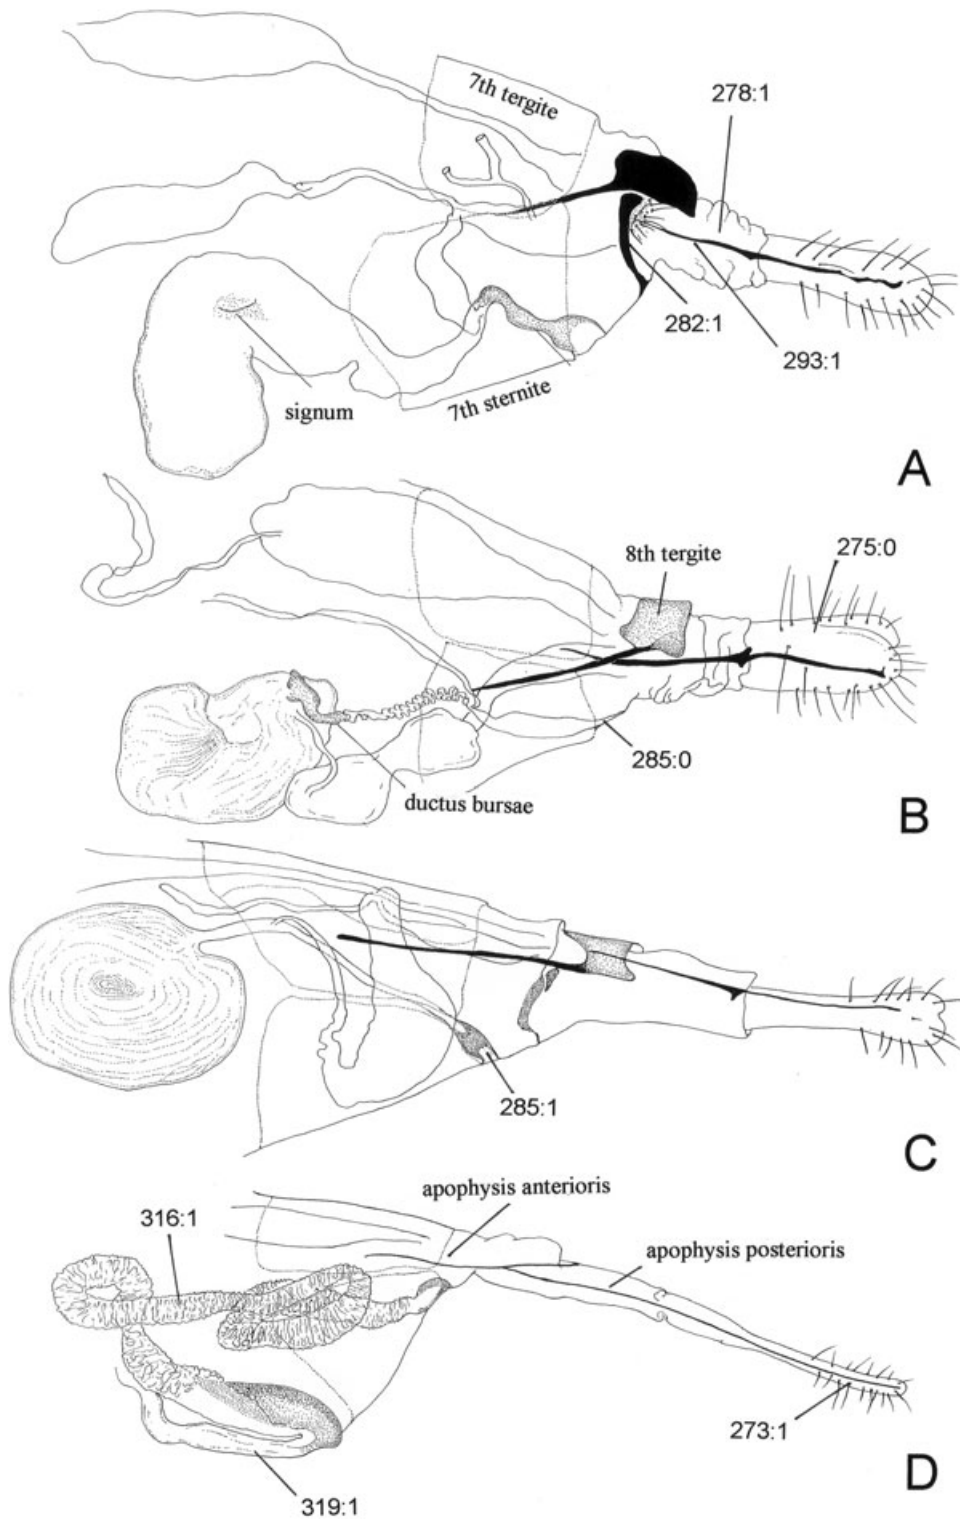 7th tergite
278:1
282:1
293:1
signum
7th sternite
A
8th tergite
275:0
285:0
ductus bursae
B
285:1
C
apophysis anterioris
316:1
apophysis posterioris
273:1
D
319:1